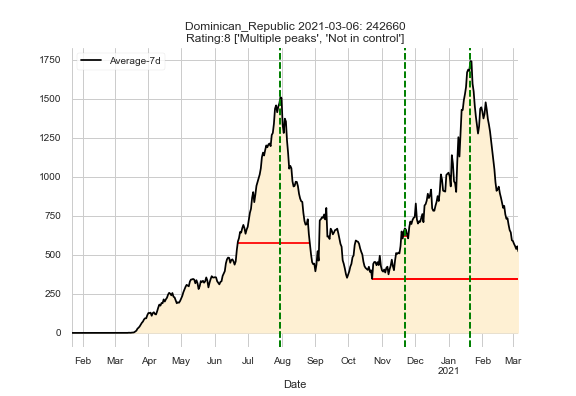 Dominican_Republic 2021-03-06: 242660
Rating:8 ['Multiple peaks', 'Not in control']
Average-7d
1750
1500
1250
1000
750
500
250
0
Feb Mar Apr May Jun Jul Aug Sep Oct Nov Dec Jan Feb Mar
2021
Date